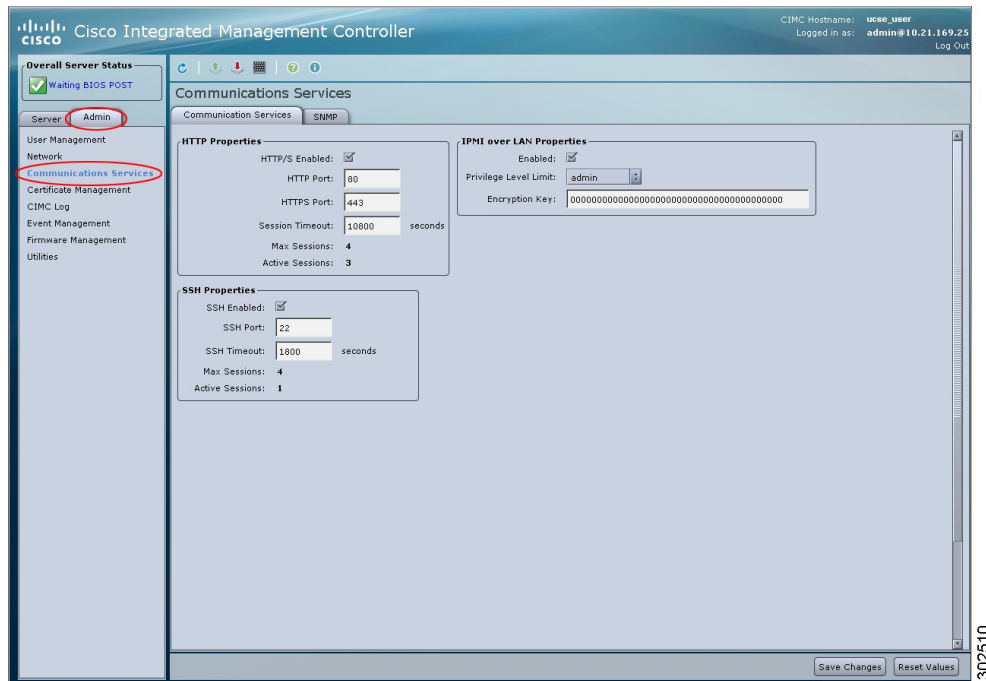 CISCO
Cisco Integrated Management Controller
CIMC Hostname: ucse_user
Logged in as: admin@10.21.169.25
Log Out
Overall Server Status
Waiting BIOS POST
Server Admin
User Management
Network
Communications Services
Certificate Management
CIMC Log
Event Management
Firmware Management
Utilities
Communications Services
Communication Services SNMP
HTTP Properties
HTTP/S Enabled:
HTTP Port: 80
HTTPS Port: 443
Session Timeout: 10800 seconds
Max Sessions: 4
Active Sessions: 3
IPMI over LAN Properties
Enabled:
Privilege Level Limit: admin
Encryption Key: 0000000000000000000000000000000000000000
SSH Properties
SSH Enabled:
SSH Port: 22
SSH Timeout: 1800 seconds
Max Sessions: 4
Active Sessions: 1
Save Changes Reset Values
302510